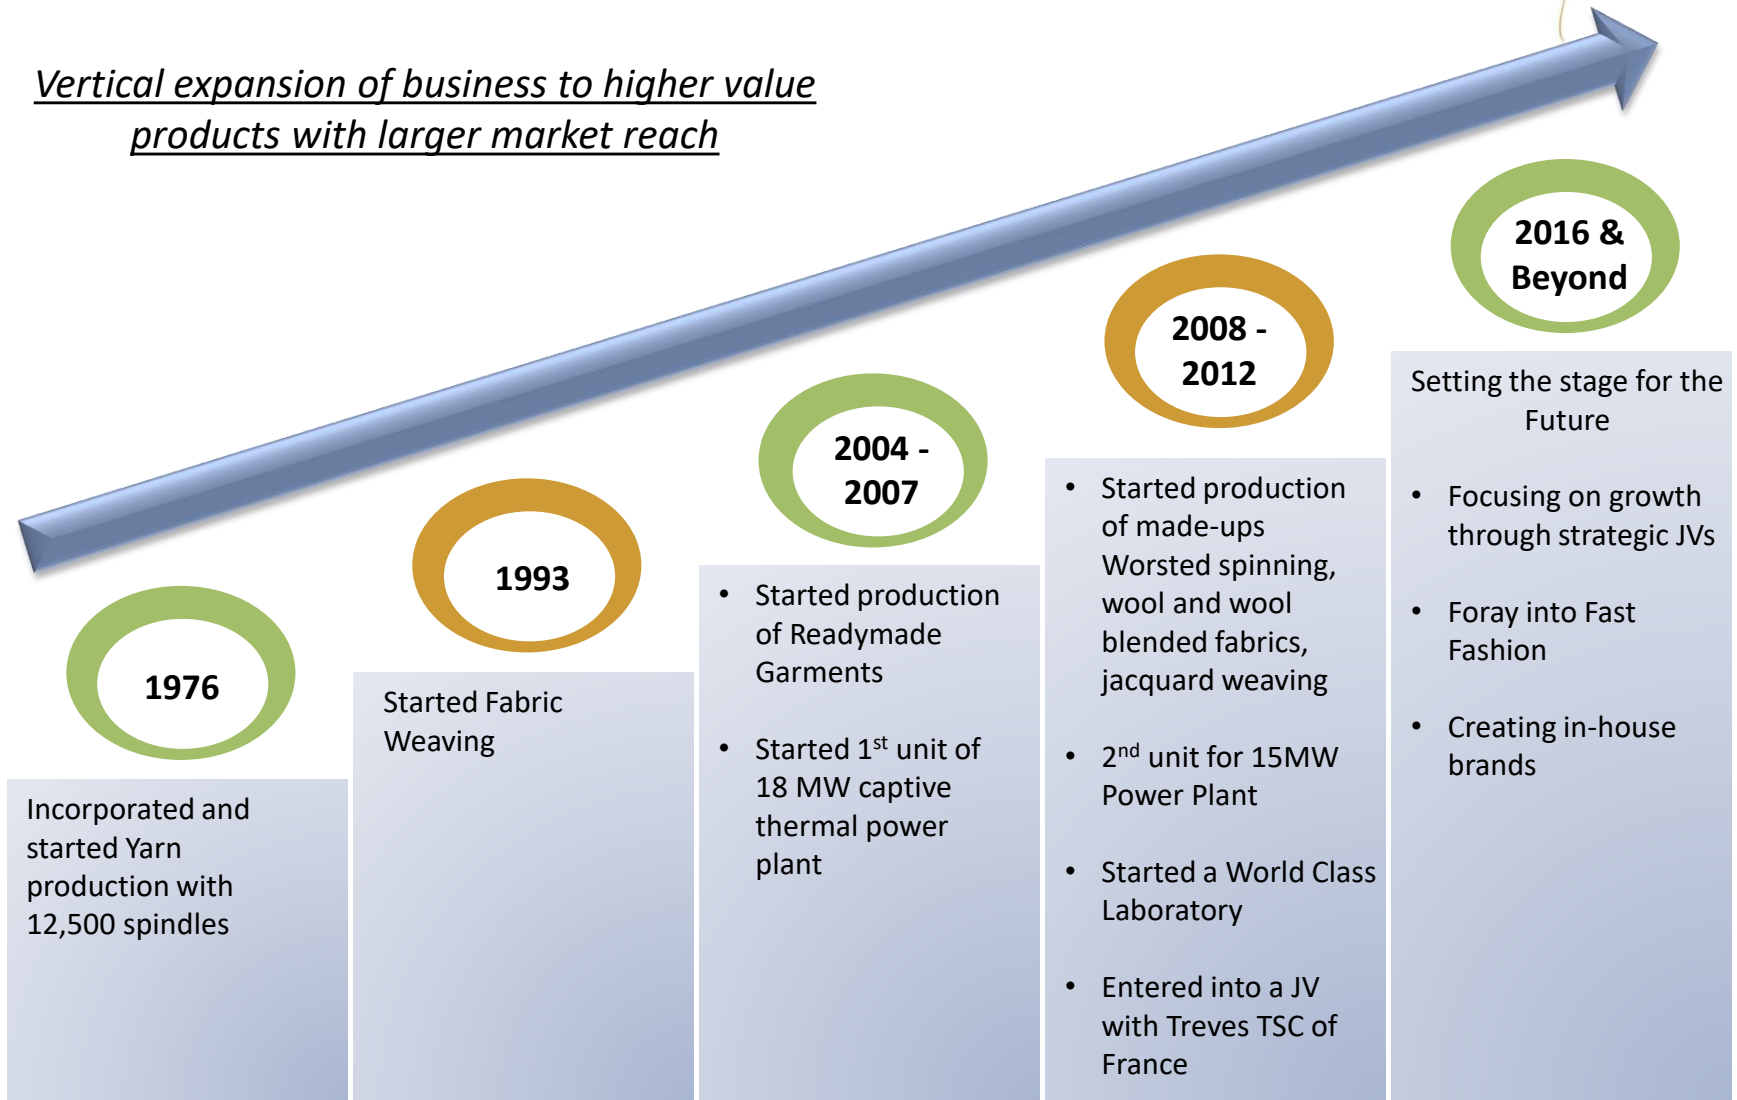 Vertical expansion of business to higher value
products with larger market reach
1976
Incorporated and
started Yarn
production with
12,500 spindles
1993
Started Fabric
Weaving
2004 -
2007
• Started production
of Readymade
Garments
• Started 1st unit of
18 MW captive
thermal power
plant
2008 -
2012
• Started production
of made-ups
Worsted spinning,
wool and wool
blended fabrics,
jacquard weaving
• 2nd unit for 15MW
Power Plant
• Started a World Class
Laboratory
• Entered into a JV
with Treves TSC of
France
2016 &
Beyond
Setting the stage for the
Future
• Focusing on growth
through strategic JVs
• Foray into Fast
Fashion
• Creating in-house
brands